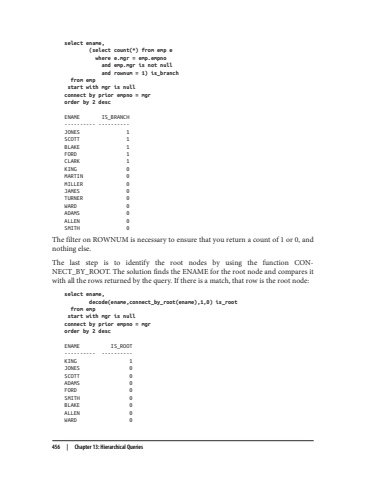 select ename,
(select count(*) from emp e
where e.mgr = emp.empno
and emp.mgr is not null
and rownum = 1) is_branch
from emp
start with mgr is null
connect by prior empno = mgr
order by 2 desc
ENAME IS_BRANCH
---------- ----------
JONES 1
SCOTT 1
BLAKE 1
FORD 1
CLARK 1
KING 0
MARTIN 0
MILLER 0
JAMES 0
TURNER 0
WARD 0
ADAMS 0
ALLEN 0
SMITH 0
The filter on ROWNUM is necessary to ensure that you return a count of 1 or 0, and
nothing else.
The last step is to identify the root nodes by using the function CON-
NECT_BY_ROOT. The solution finds the ENAME for the root node and compares it
with all the rows returned by the query. If there is a match, that row is the root node:
select ename,
decode(ename,connect_by_root(ename),1,0) is_root
from emp
start with mgr is null
connect by prior empno = mgr
order by 2 desc
ENAME IS_ROOT
---------- ----------
KING 1
JONES 0
SCOTT 0
ADAMS 0
FORD 0
SMITH 0
BLAKE 0
ALLEN 0
WARD 0
456 | Chapter 13: Hierarchical Queries